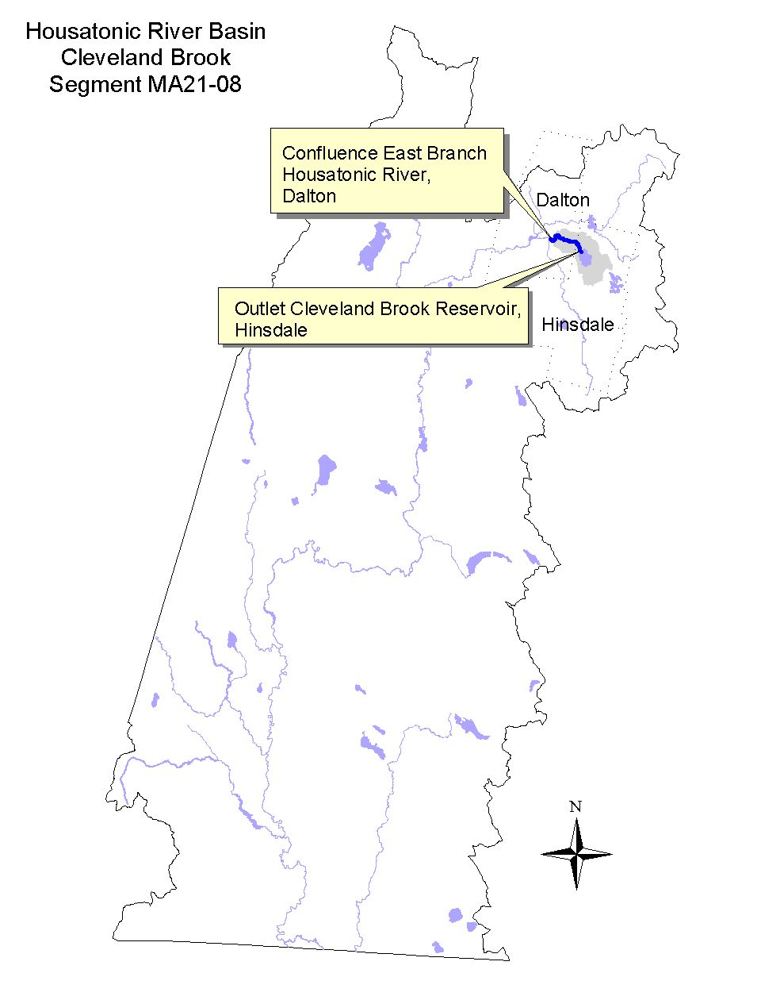 Housatonic River Basin
Cleveland Brook
Segment MA21-08
Confluence East Branch
Housatonic River,
Dalton
Dalton
Outlet Cleveland Brook Reservoir,
Hinsdale
Hinsdale
N